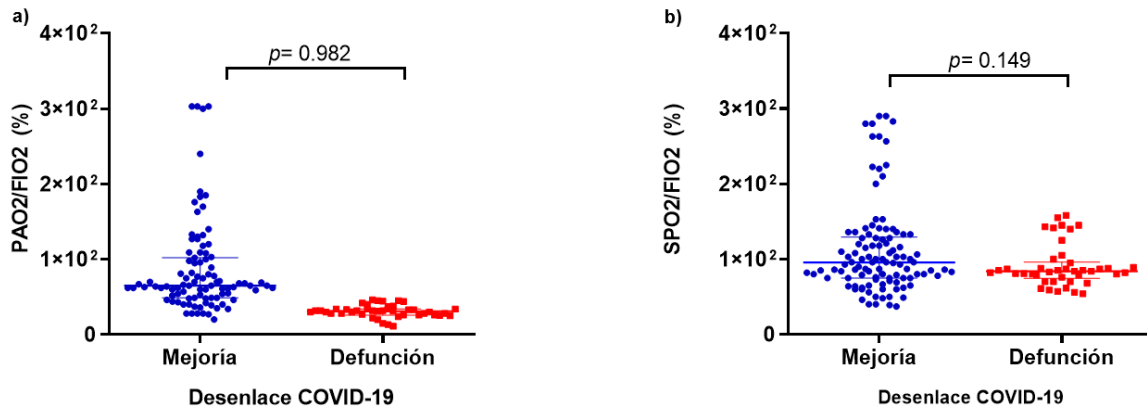 a)
4×10²
3×10²
2×10²
1×10²
0
PAO2/FIO2 (%)
p= 0.982
Mejoría Defunción
Desenlace COVID-19
b)
4×10²
3×10²
2×10²
1×10²
0
SPO2/FIO2 (%)
p= 0.149
Mejoría Defunción
Desenlace COVID-19